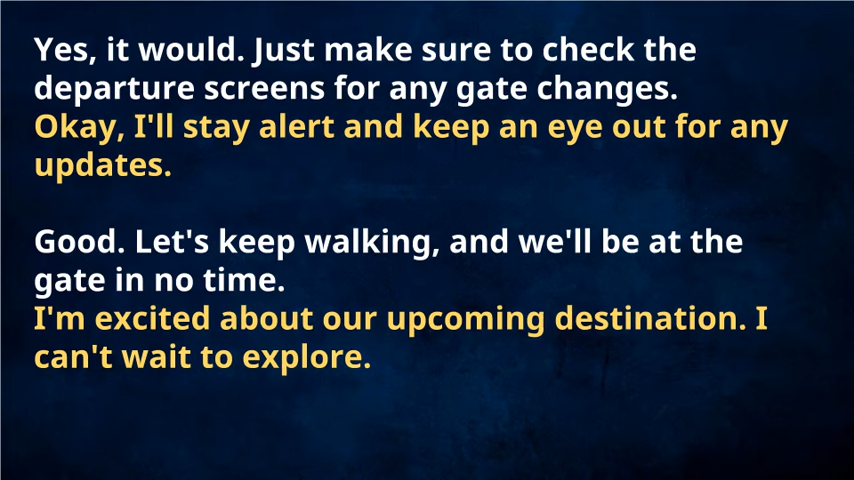 Yes, it would. Just make sure to check the
departure screens for any gate changes.
Okay, I'll stay alert and keep an eye out for any
updates.
Good. Let's keep walking, and we'll be at the
gate in no time.
I'm excited about our upcoming destination. I
can't wait to explore.